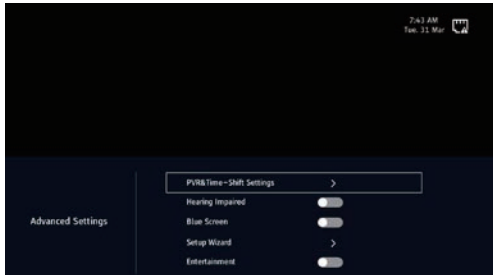 7:43 AM
Tue. 31 Mar
PVR&Time-Shift Settings
Hearing Impaired
Advanced Settings
Blue Screen
Setup Wizard
Entertainment